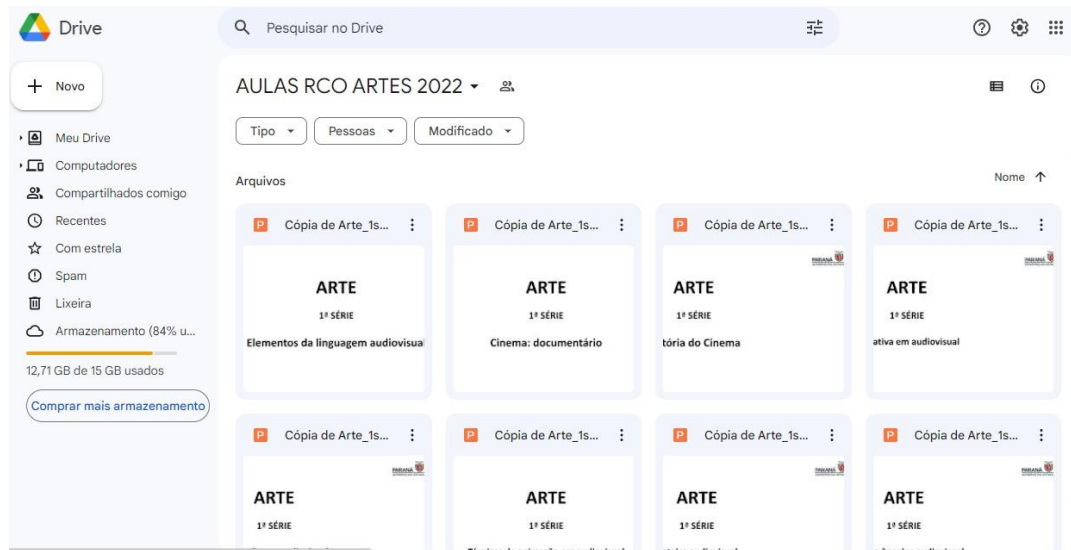 Drive
Pesquisar no Drive
Novo
AULAS RCO ARTES 2022
Tipo
Pessoas
Modificado
Meu Drive
Computadores
Compartilhados comigo
Recentes
Com estrela
Spam
Lixeira
Armazenamento (84% u...
12,71 GB de 15 GB usados
Comprar mais armazenamento
Arquivos
Nome
Cópia de Arte_1s...
Cópia de Arte_1s...
Cópia de Arte_1s...
Cópia de Arte_1s...
ARTE
1ª SÉRIE
Elementos da linguagem audiovisual
ARTE
1ª SÉRIE
Cinema: documentário
PARANÁ
ARTE
1ª SÉRIE
tória do Cinema
PARANÁ
ARTE
1ª SÉRIE
ativa em audiovisual
Cópia de Arte_1s...
Cópia de Arte_1s...
Cópia de Arte_1s...
Cópia de Arte_1s...
PARANÁ
ARTE
1ª SÉRIE
ARTE
1ª SÉRIE
PARANÁ
ARTE
1ª SÉRIE
PARANÁ
ARTE
1ª SÉRIE